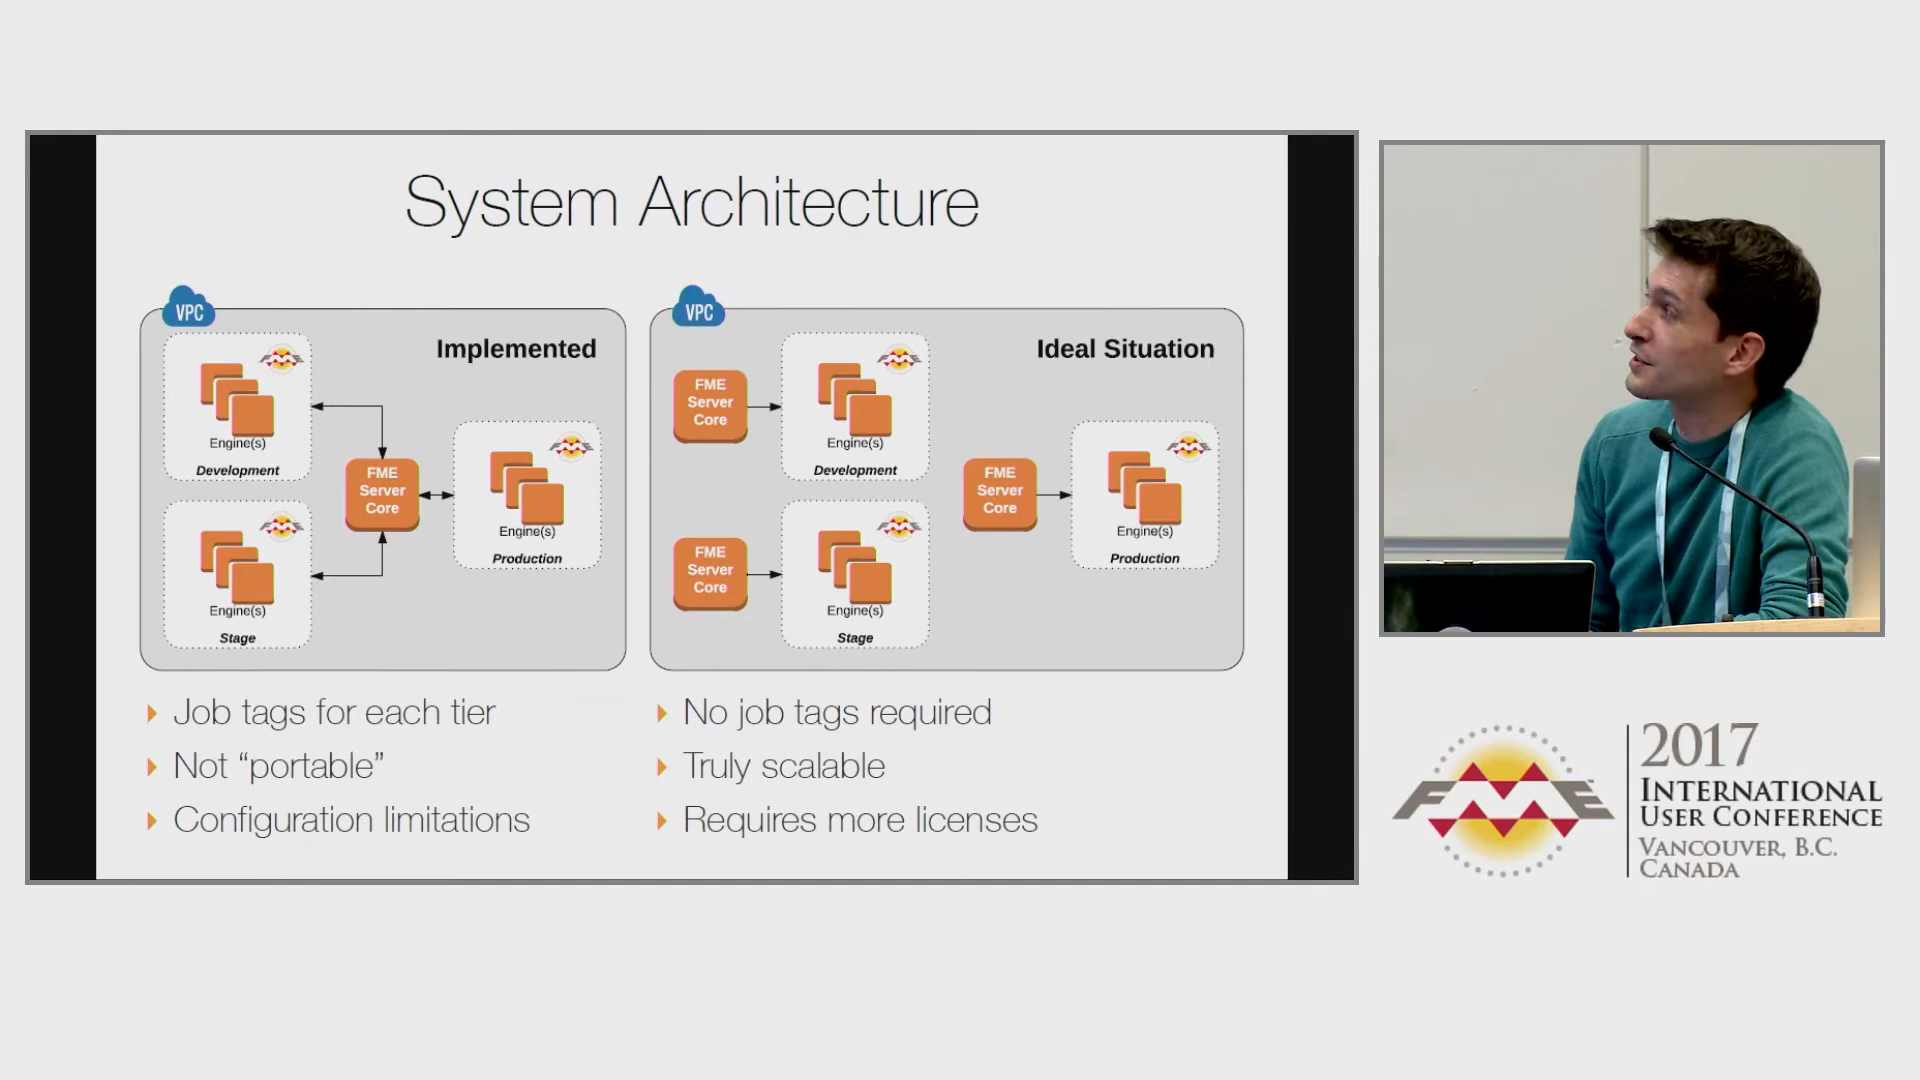 System Architecture
VPC
Implemented
Engine(s)
Development
FME
Server
Core
Engine(s)
Production
Engine(s)
Stage
VPC
Ideal Situation
FME
Server
Core
Engine(s)
Development
FME
Server
Core
Engine(s)
Production
FME
Server
Core
Engine(s)
Stage
Job tags for each tier
Not “portable”
Configuration limitations
No job tags required
Truly scalable
Requires more licenses
FME
2017
INTERNATIONAL
USER CONFERENCE
VANCOUVER, B.C.
CANADA